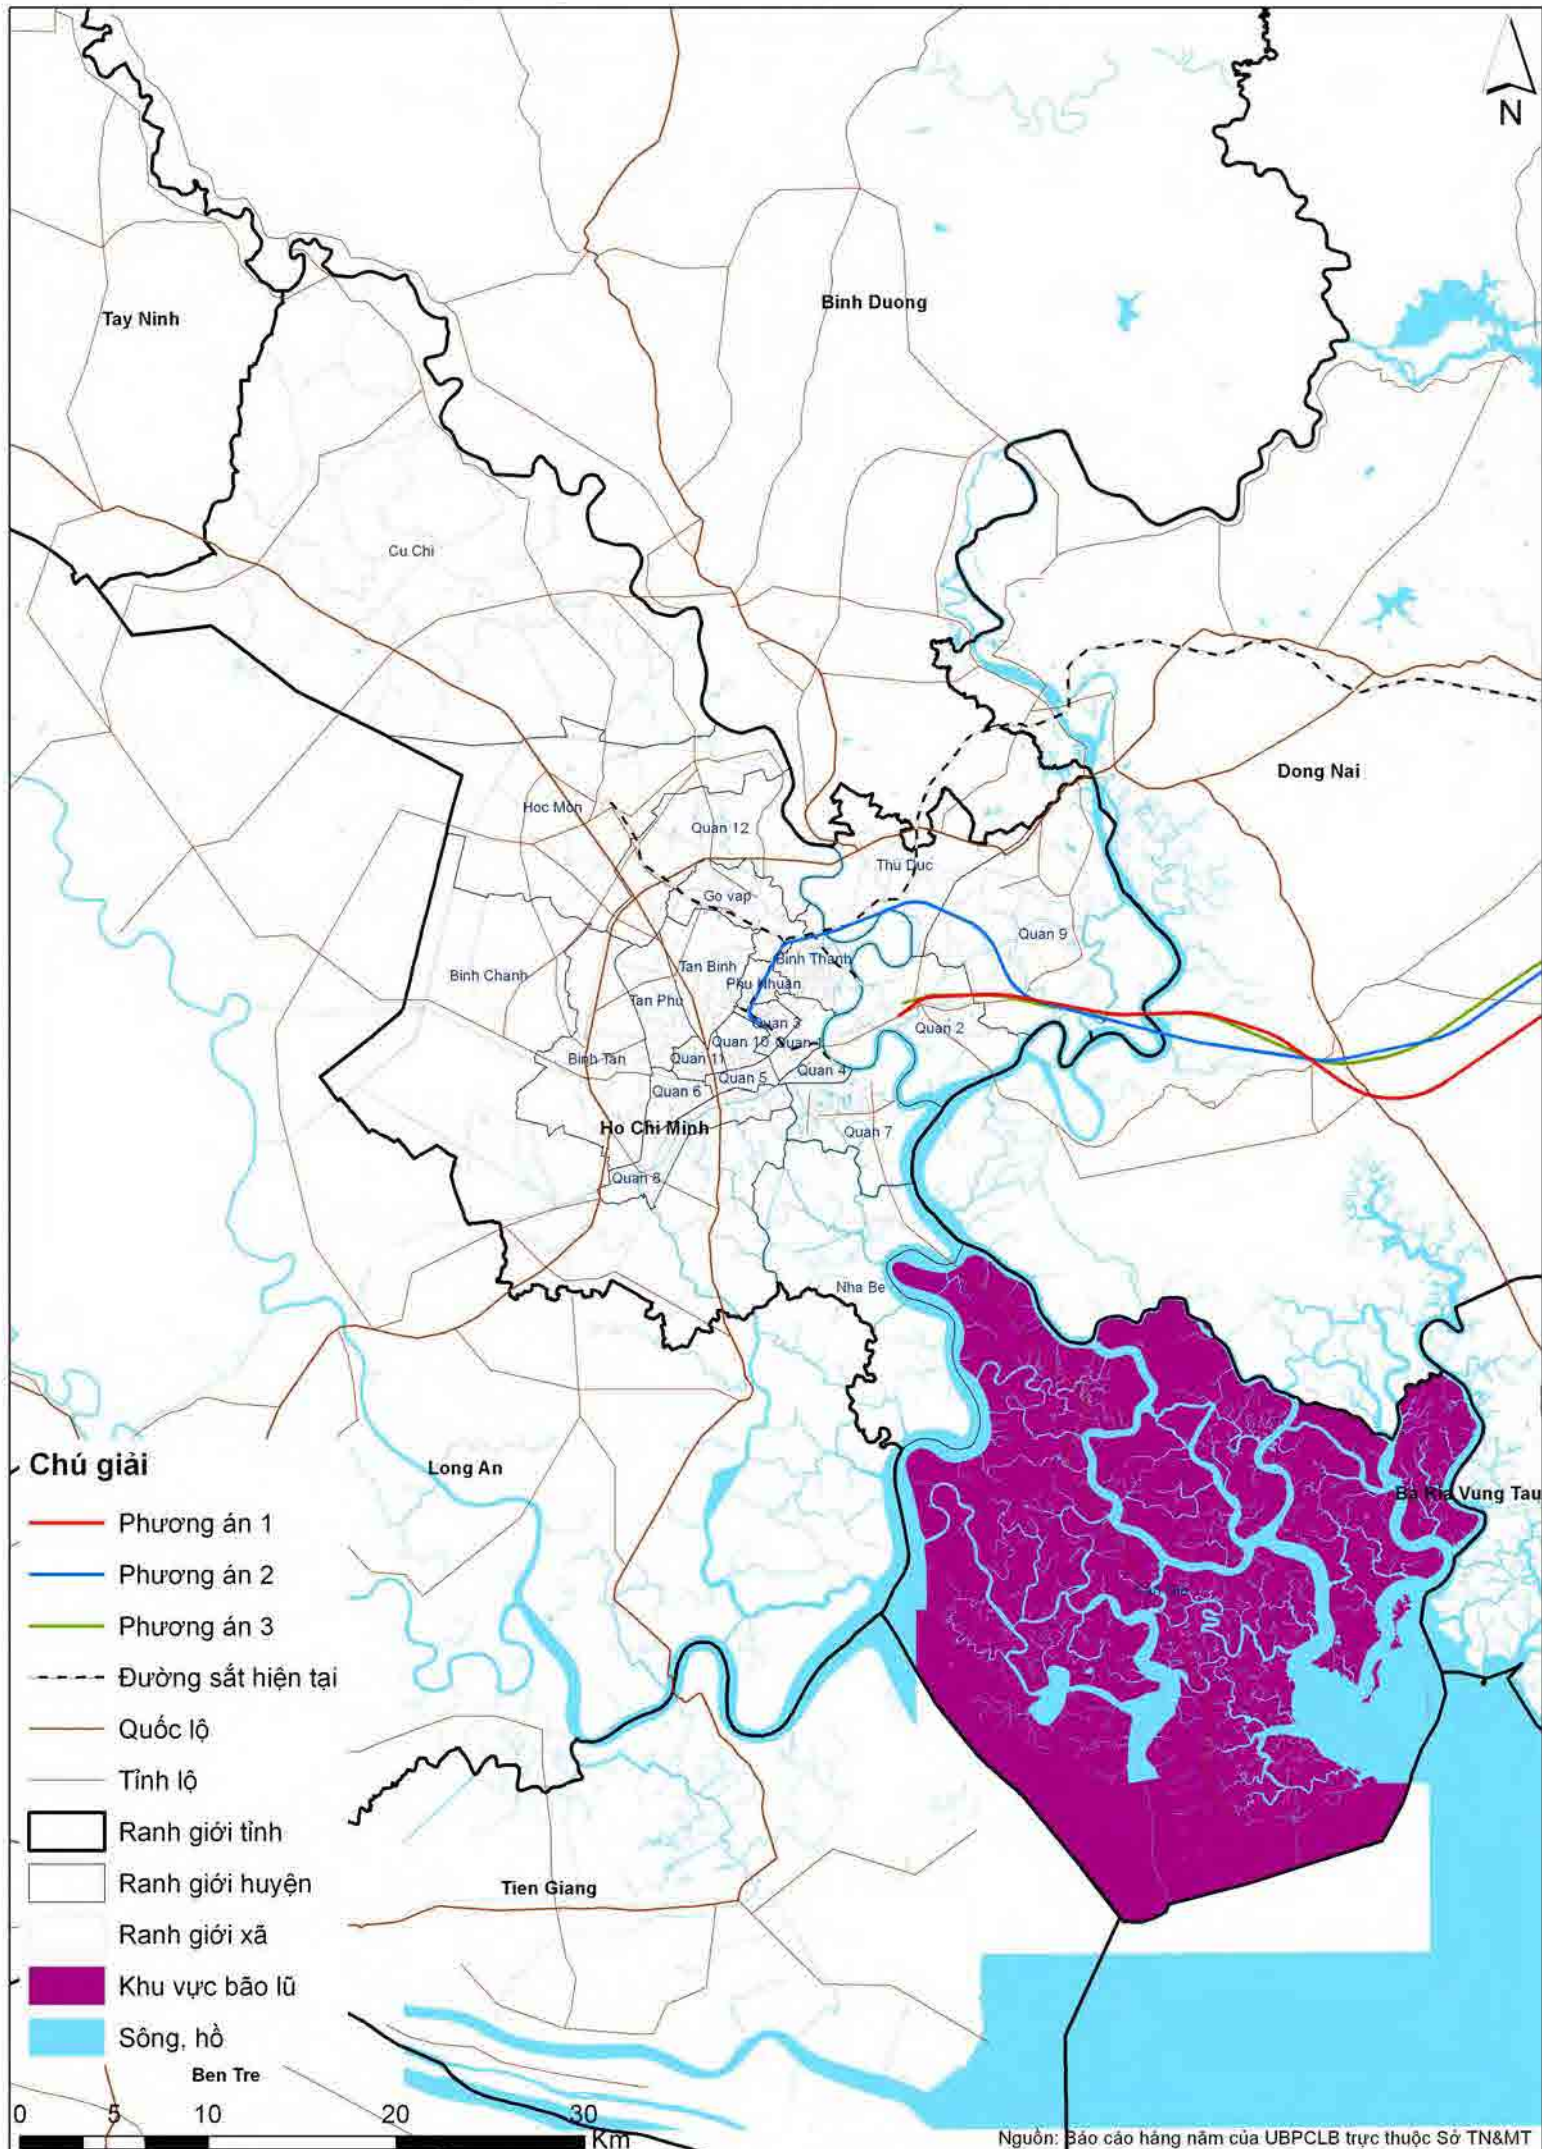 N
Binh Duong
Tay Ninh
Cu Chi
Dong Nai
Hoc Mon
Quan 12
Thu Duc
Go vap
Quan 9
Binh Thanh
Tan Binh
Binh Chanh
Phu Nhuan
Tan Phu
Quan 3
Quan 2
Quan 10
Quan 1
Binh Tan
Quan 11
Quan 4
Quan 5
Quan 6
Ho Chi Minh
Quan 7
Quan 8
Nha Be
Long An
Ba Ria Vung Tau
Tien Giang
Ben Tre
Chú giải
Phương án 1
Phương án 2
Phương án 3
Đường sắt hiện tại
Quốc lộ
Tỉnh lộ
Ranh giới tỉnh
Ranh giới huyện
Ranh giới xã
Khu vực bão lũ
Sông, hồ
0 5 10 20 30
Km
Nguồn: Báo cáo hàng năm của UBPCLB trực thuộc Sở TN&MT